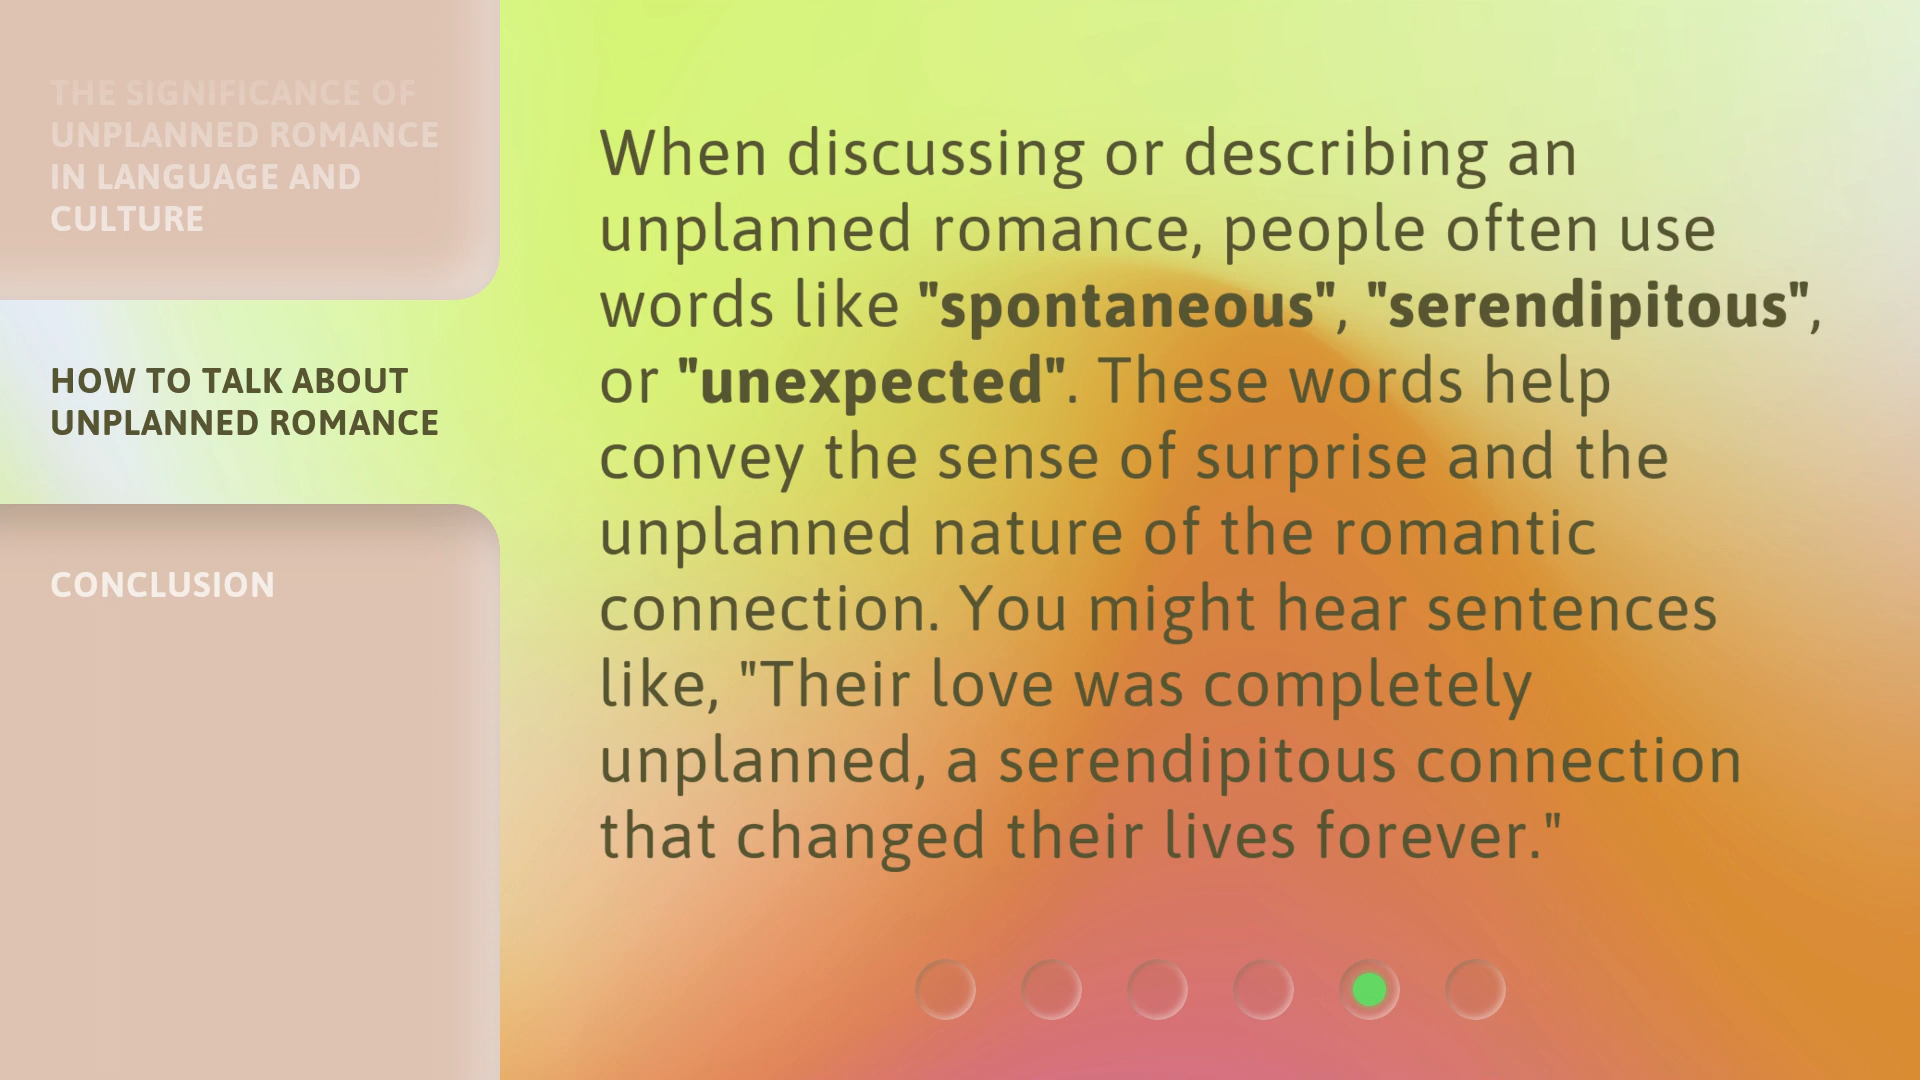 THE SIGNIFICANCE OF
UNPLANNED ROMANCE
IN LANGUAGE AND
CULTURE
HOW TO TALK ABOUT
UNPLANNED ROMANCE
CONCLUSION
When discussing or describing an
unplanned romance, people often use
words like "spontaneous", "serendipitous",
or "unexpected". These words help
convey the sense of surprise and the
unplanned nature of the romantic
connection. You might hear sentences
like, "Their love was completely
unplanned, a serendipitous connection
that changed their lives forever."